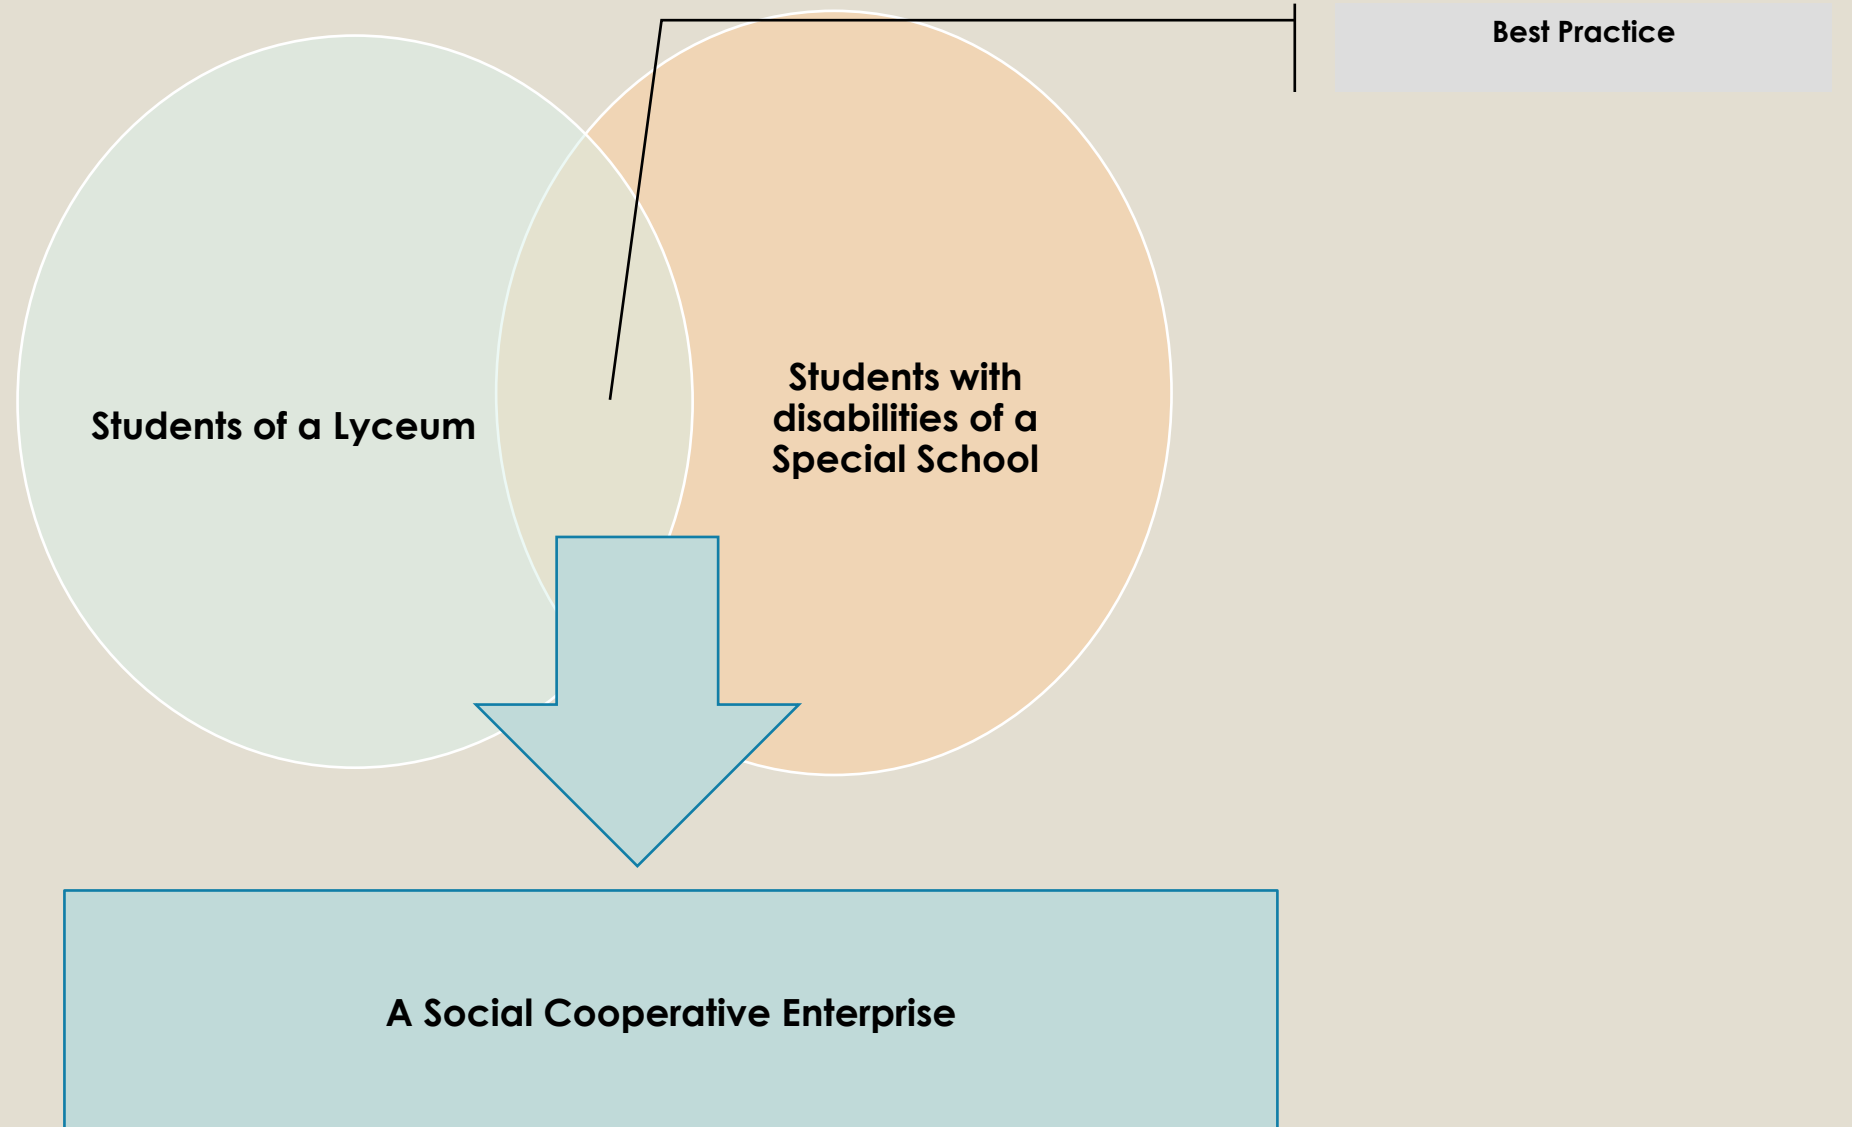 Best Practice
Students of a Lyceum
Students with
disabilities of a
Special School
A Social Cooperative Enterprise